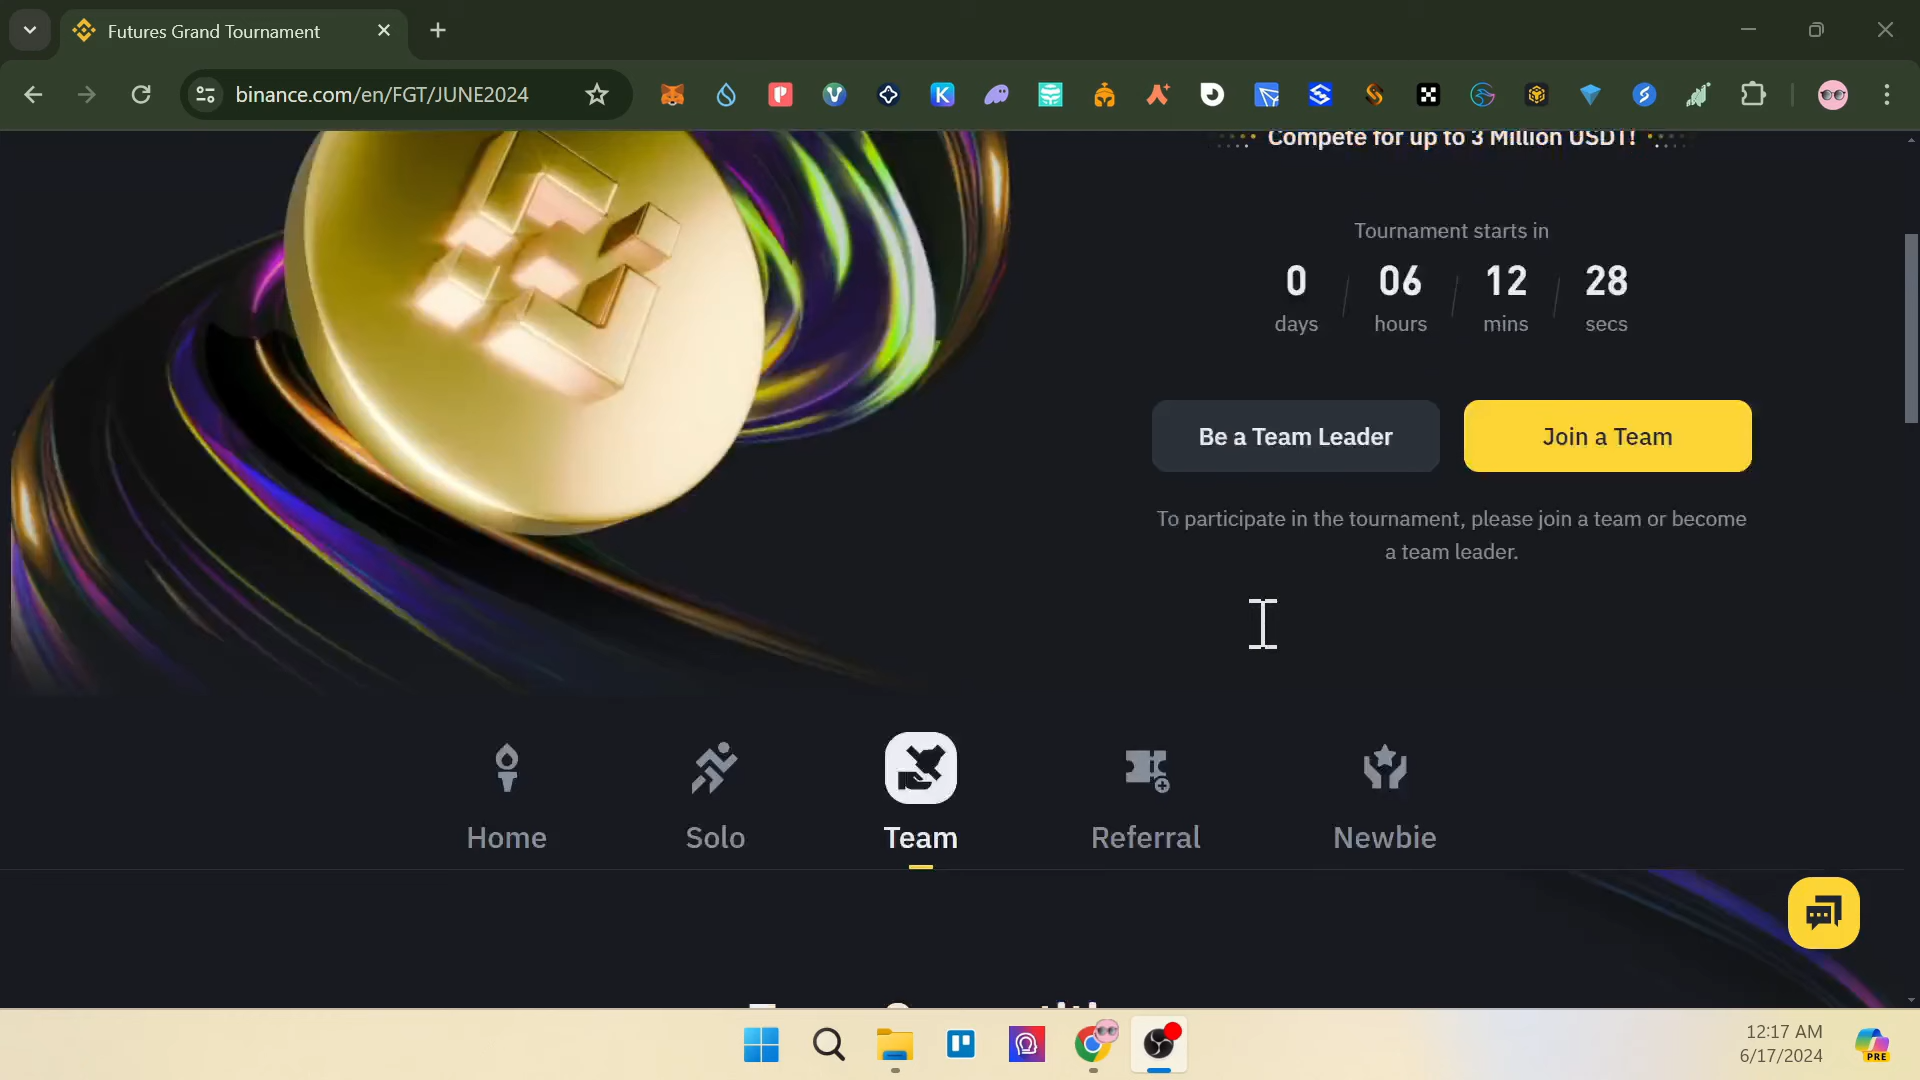 Futures Grand Tournament
binance.com/en/FGT/JUNE2024
Compete for up to 3 Million USDT!
Tournament starts in
0 06 12 28
days hours mins secs
Be a Team Leader
Join a Team
To participate in the tournament, please join a team or become
a team leader.
Home
Solo
Team
Referral
Newbie
12:17 AM
6/17/2024
PRE